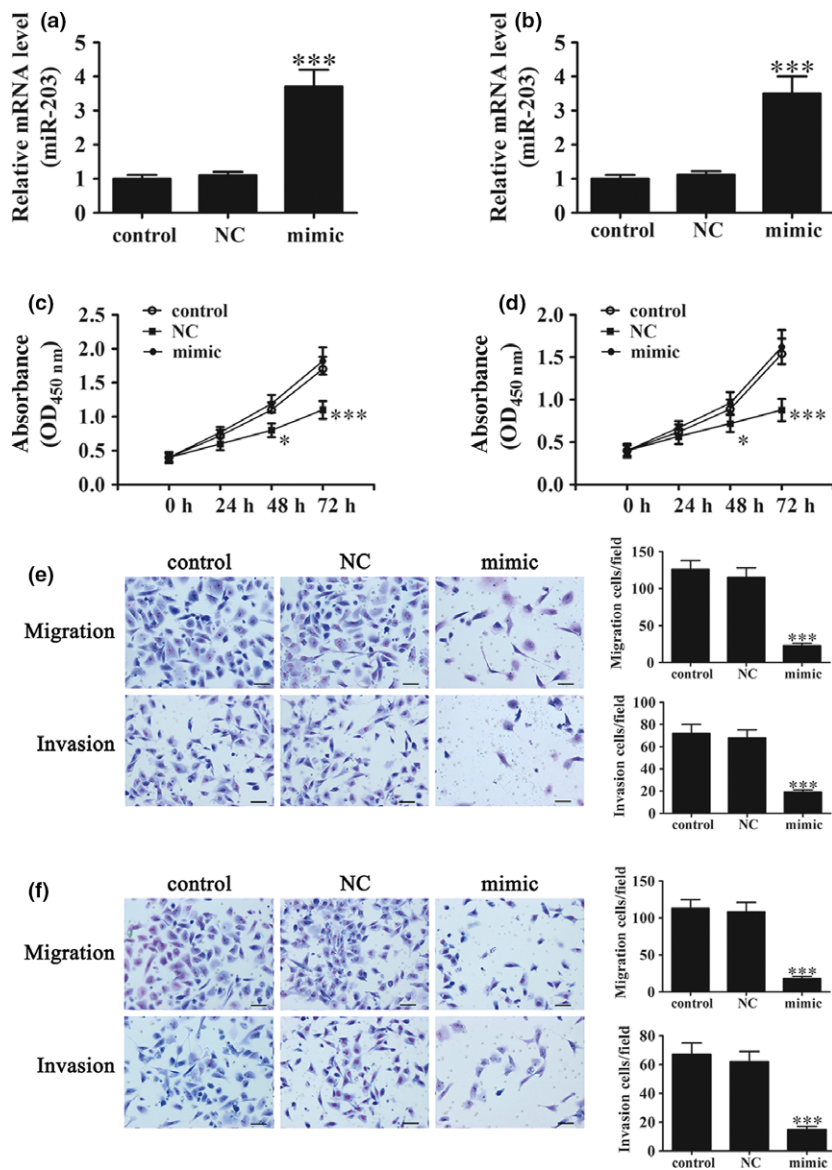 (a)
Relative mRNA level
(miR-203)
5
4
3
2
1
0
***
control NC mimic
(b)
Relative mRNA level
(miR-203)
5
4
3
2
1
0
***
control NC mimic
(c)
Absorbance
(OD450 nm)
2.5
2.0
1.5
1.0
0.5
0.0
control
NC
mimic
***
*
0 h 24 h 48 h 72 h
(d)
Absorbance
(OD450 nm)
2.0
1.5
1.0
0.5
0.0
control
NC
mimic
***
*
0 h 24 h 48 h 72 h
(e)
control NC mimic
Migration
Invasion
Migration cells/field
150
100
50
0
***
control NC mimic
Invasion cells/field
100
80
60
40
20
0
***
control NC mimic
(f)
control NC mimic
Migration
Invasion
Migration cells/field
150
100
50
0
***
control NC mimic
Invasion cells/field
80
60
40
20
0
***
control NC mimic